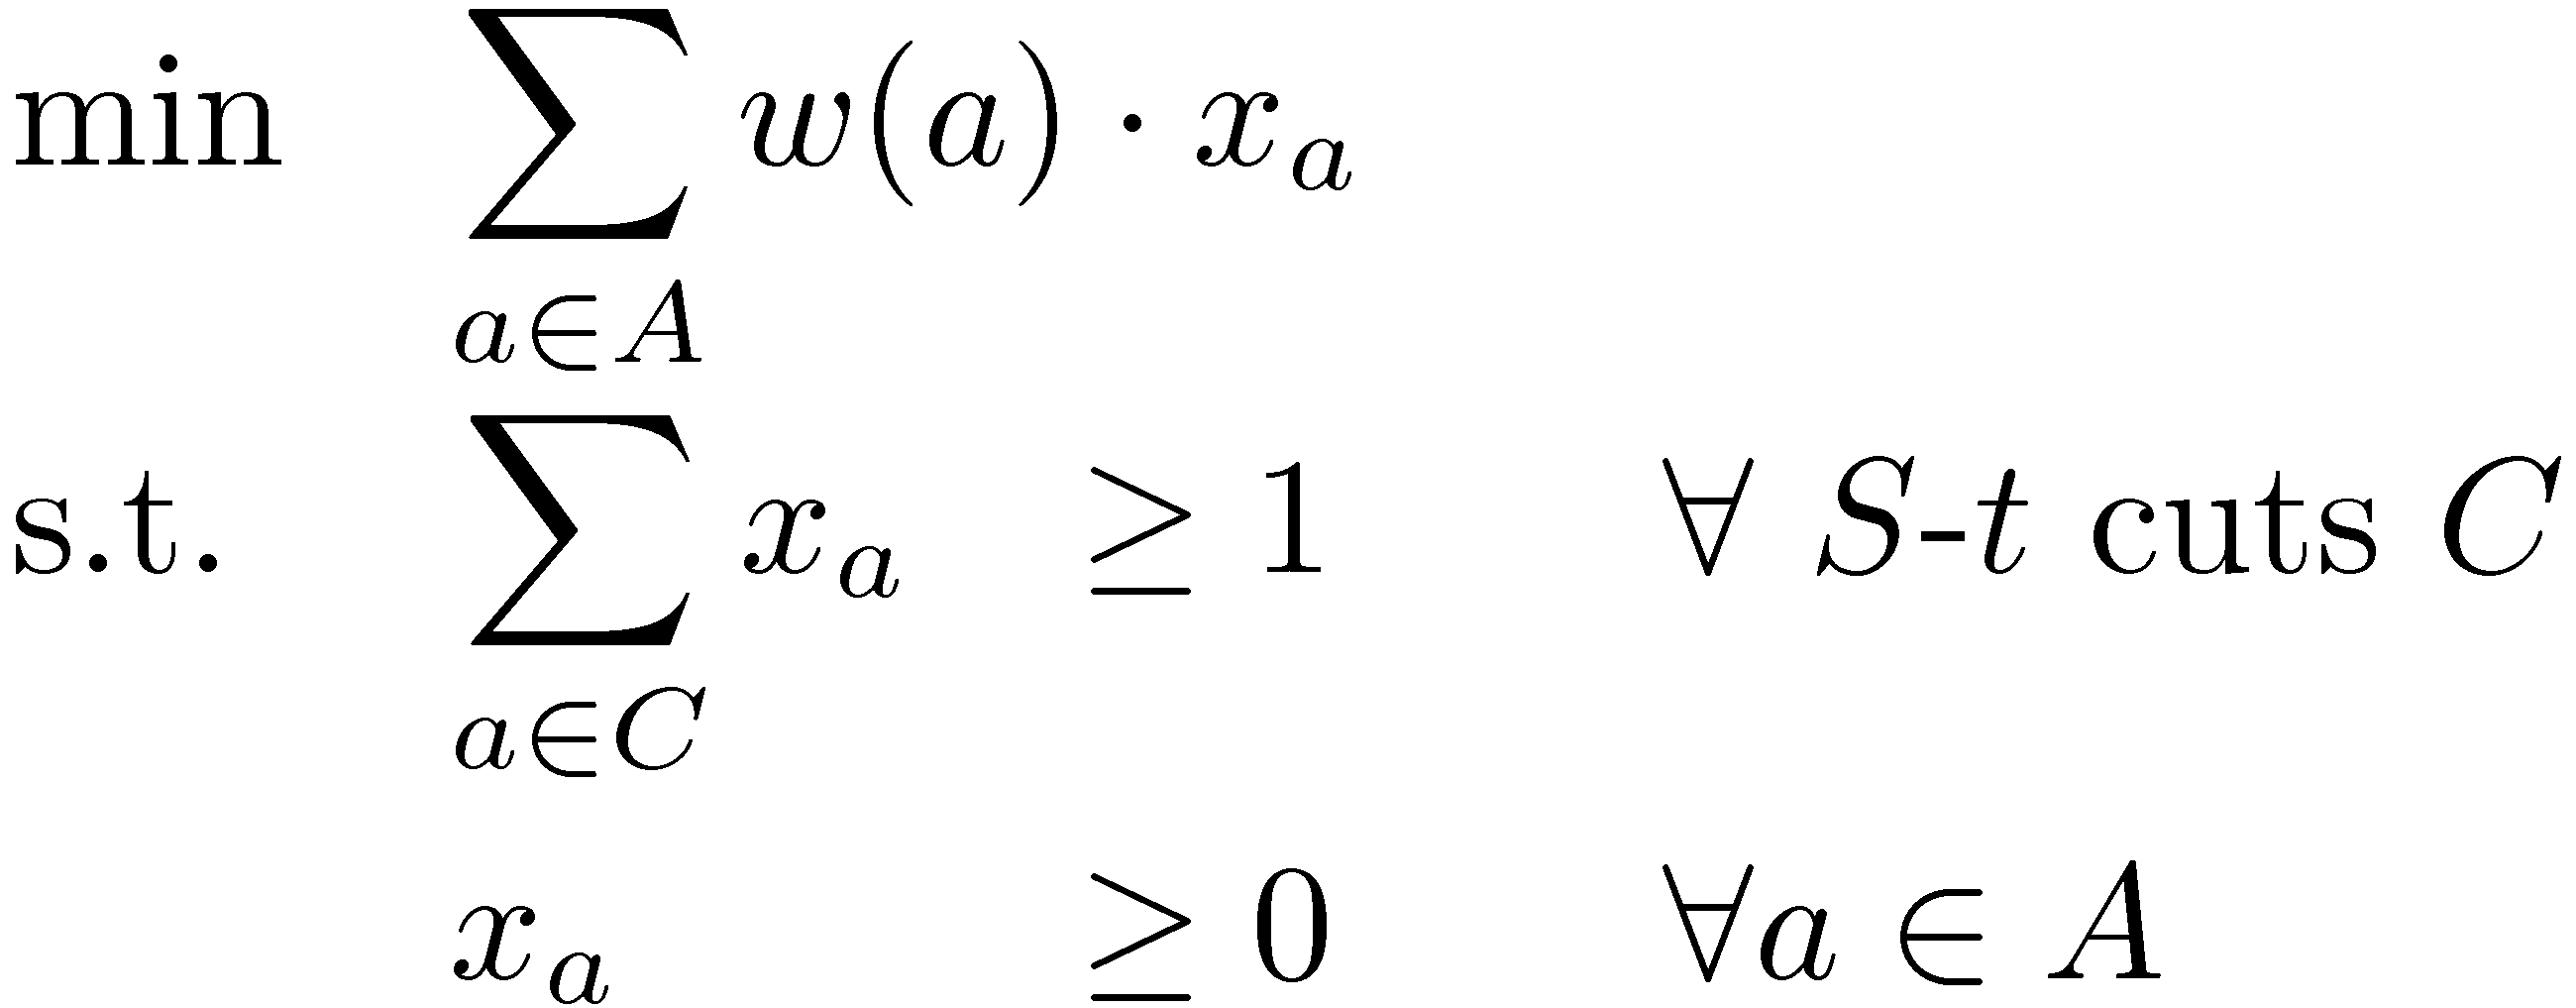 min ∑_{a∈A} w(a) · x_a
s.t. ∑_{a∈C} x_a ≥ 1 ∀ S-t cuts C
x_a ≥ 0 ∀a ∈ A